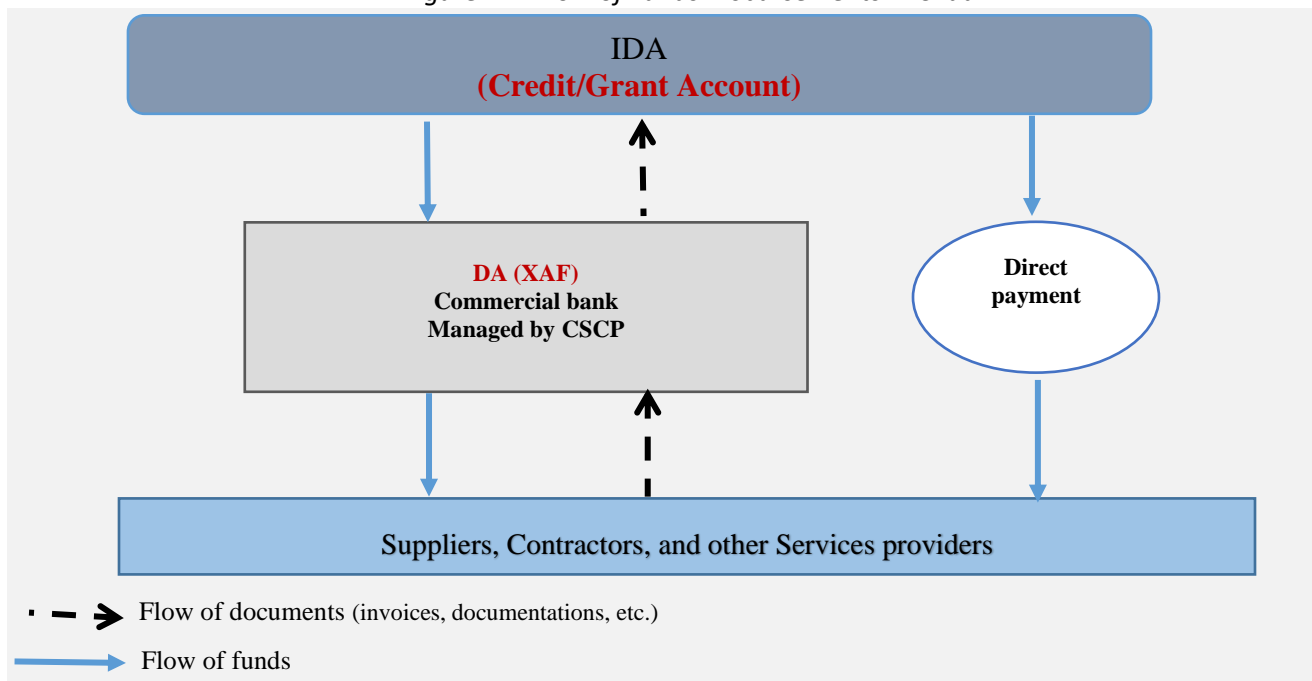 IDA
(Credit/Grant Account)
DA (XAF)
Commercial bank
Managed by CSCP
Direct
payment
Suppliers, Contractors, and other Services providers
Flow of documents (invoices, documentations, etc.)
Flow of funds